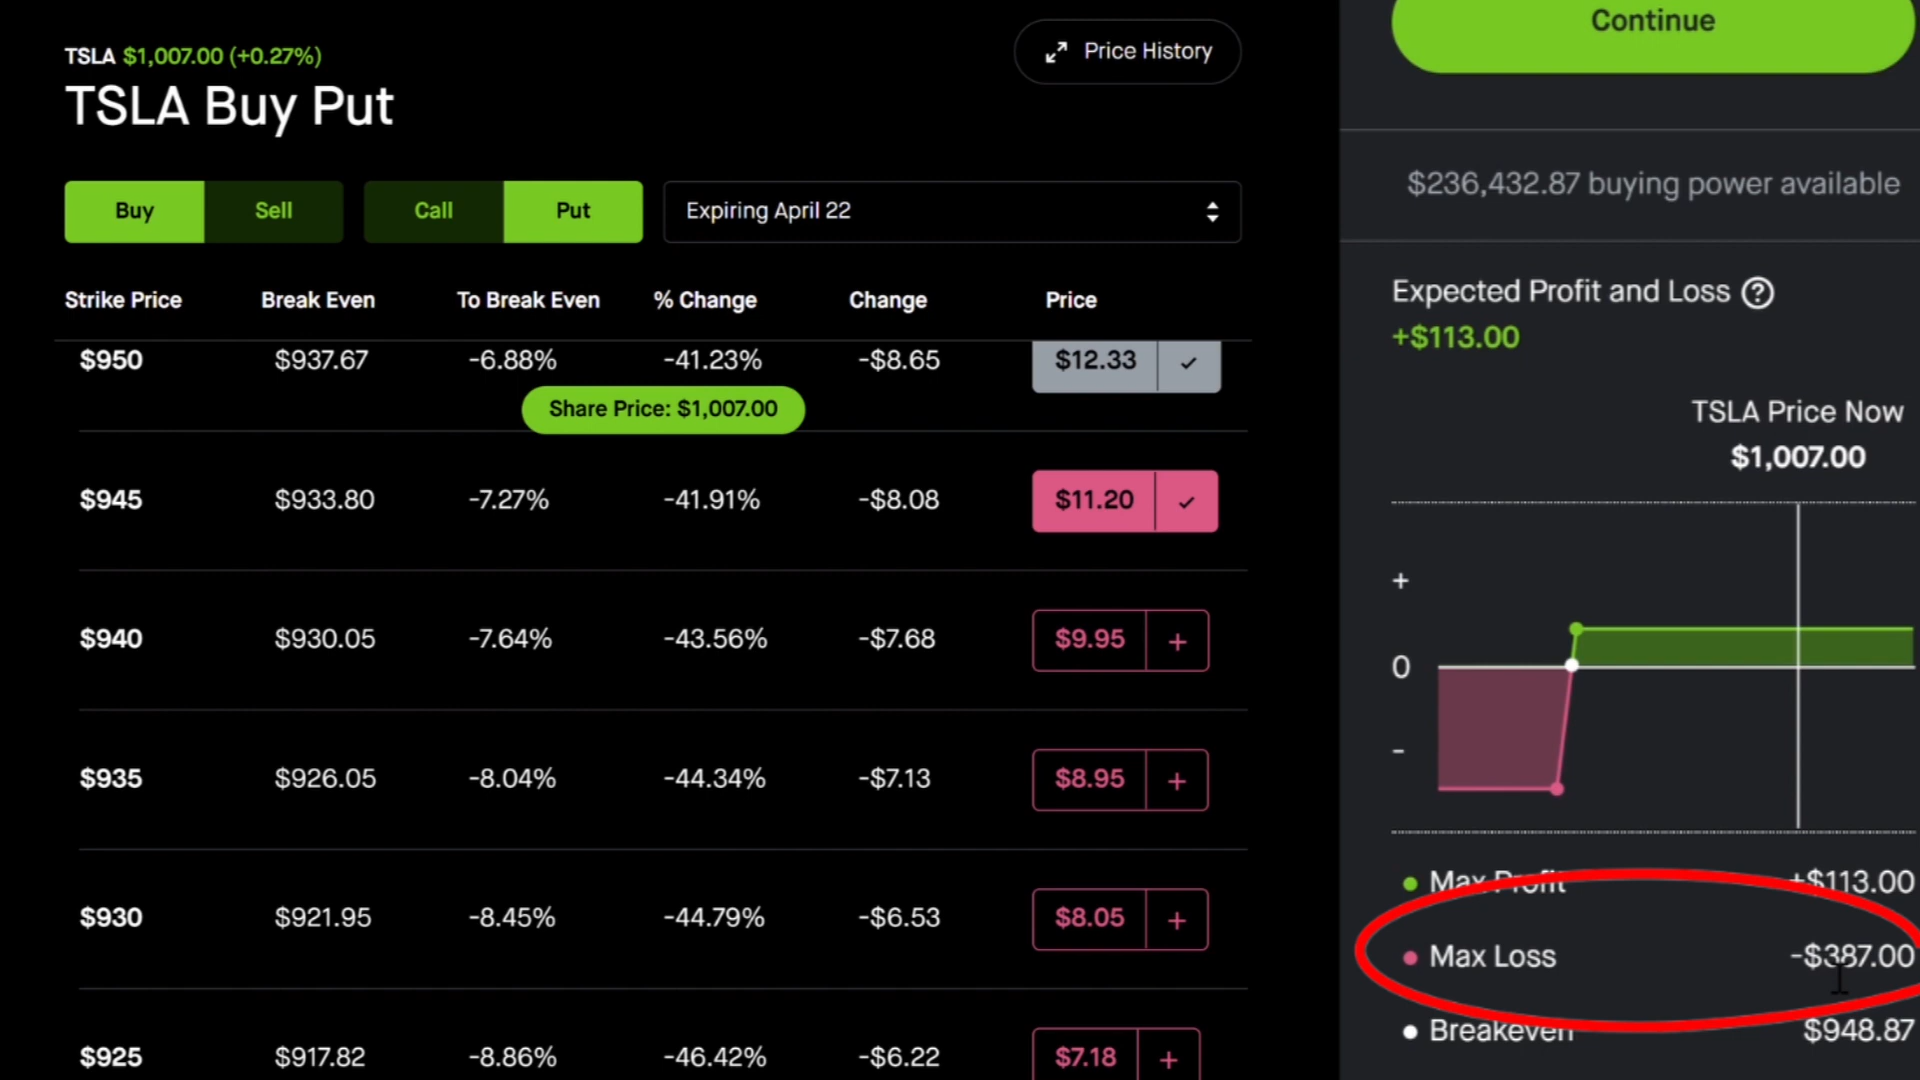 TSLA $1,007.00 (+0.27%)
TSLA Buy Put
Price History
Buy Sell Call Put Expiring April 22
Strike Price Break Even To Break Even % Change Change Price
$950 $937.67 -6.88% -41.23% -$8.65 $12.33
Share Price: $1,007.00
$945 $933.80 -7.27% -41.91% -$8.08 $11.20
$940 $930.05 -7.64% -43.56% -$7.68 $9.95 +
$935 $926.05 -8.04% -44.34% -$7.13 $8.95 +
$930 $921.95 -8.45% -44.79% -$6.53 $8.05 +
$925 $917.82 -8.86% -46.42% -$6.22 $7.18 +
Continue
$236,432.87 buying power available
Expected Profit and Loss ?
+$113.00
TSLA Price Now
$1,007.00
+
0
-
Max Profit +$113.00
Max Loss -$387.00
Breakeven $948.87